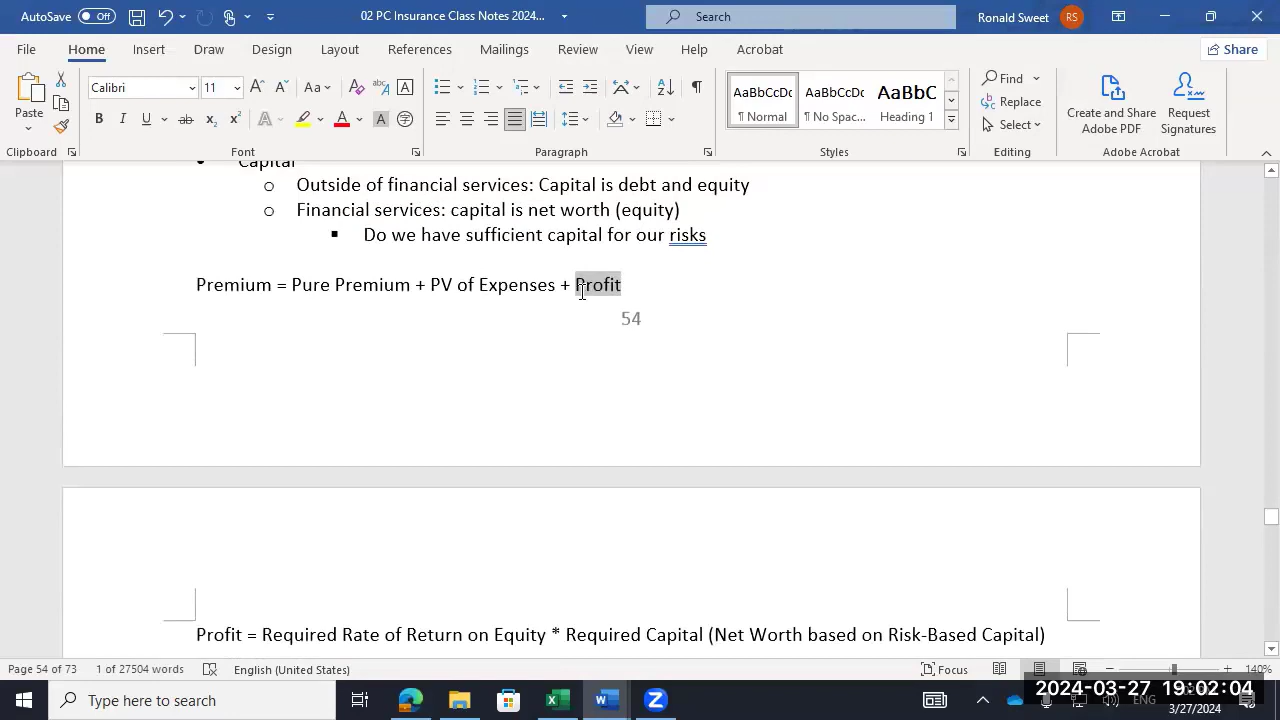 AutoSave Off
02 PC Insurance Class Notes 2024...
Search
Ronald Sweet RS
File Home Insert Draw Design Layout References Mailings Review View Help Acrobat Share
Paste
Calibri 11
Aa
B I U ab x₂ x² A A A
AaBbCcDc AaBbCcDc AaBbC
¶ Normal ¶ No Spac... Heading 1
Find
Replace
Select
Create and Share Adobe PDF
Request Signatures
Clipboard Font Paragraph Styles Editing Adobe Acrobat
• Capital
o Outside of financial services: Capital is debt and equity
o Financial services: capital is net worth (equity)
▪ Do we have sufficient capital for our risks
Premium = Pure Premium + PV of Expenses + Profit
54
Profit = Required Rate of Return on Equity * Required Capital (Net Worth based on Risk-Based Capital)
Page 54 of 73 1 of 27504 words English (United States) Focus 140%
Type here to search
ENG
2024-03-27 19:02:04
3/27/2024